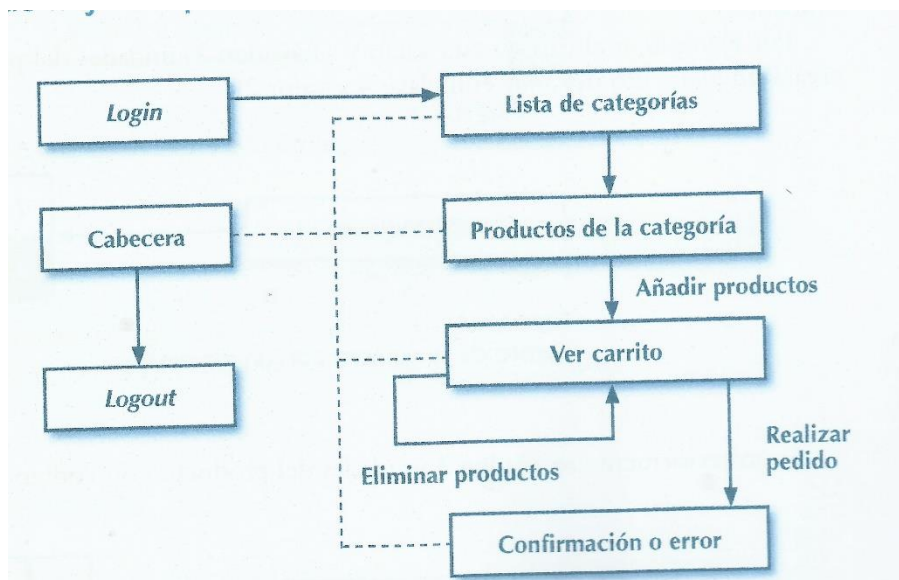 Login
Lista de categorías
Cabecera
Productos de la categoría
Añadir productos
Logout
Ver carrito
Eliminar productos
Realizar
pedido
Confirmación o error